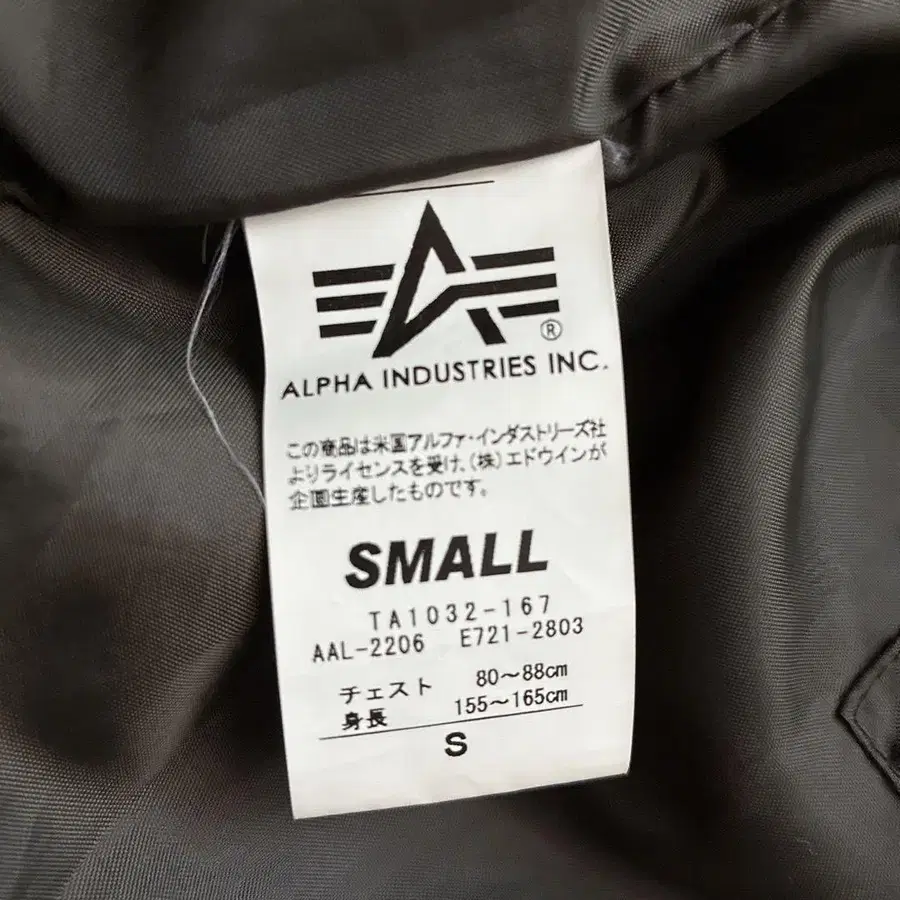 ®
ALPHA INDUSTRIES INC.
この商品は米国アルファ・インダストリーズ社
よりライセンスを受け、(株)エドウインが
企画生産したものです。
SMALL
TA1032-167
AAL-2206 E721-2803
チェスト 80～88cm
身長 155～165cm
S